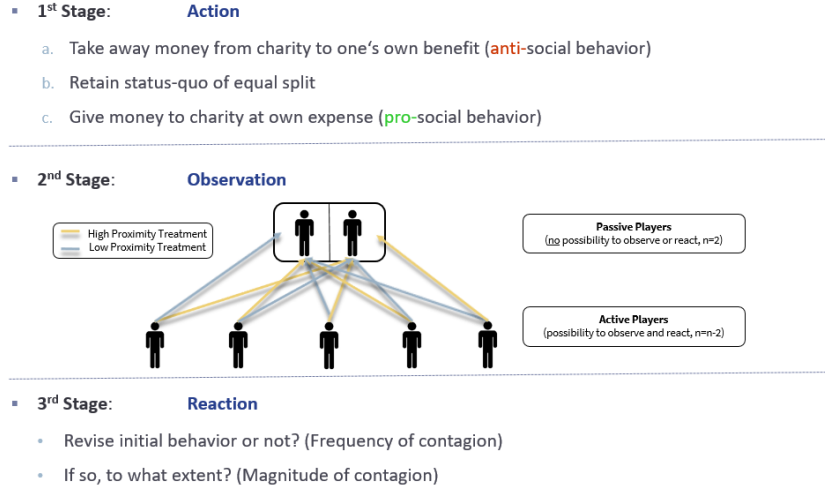 1st Stage: Action
a. Take away money from charity to one‘s own benefit (anti-social behavior)
b. Retain status-quo of equal split
c. Give money to charity at own expense (pro-social behavior)
2nd Stage: Observation
High Proximity Treatment
Low Proximity Treatment
Passive Players
(no possibility to observe or react, n=2)
Active Players
(possibility to observe and react, n=n-2)
3rd Stage: Reaction
Revise initial behavior or not? (Frequency of contagion)
If so, to what extent? (Magnitude of contagion)